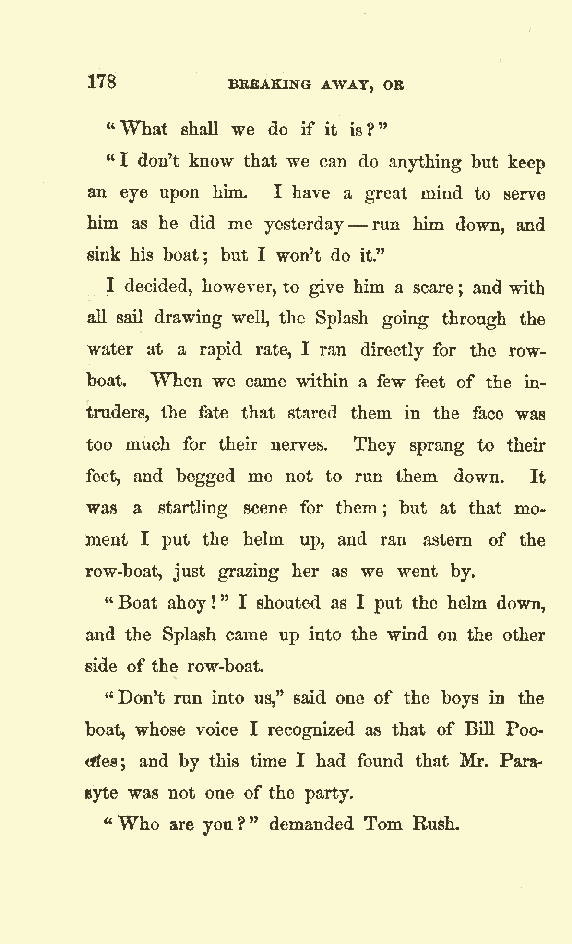 178 BREAKING AWAY, OR
“What shall we do if it is?”
“I don’t know that we can do anything but keep
an eye upon him. I have a great mind to serve
him as he did me yesterday — run him down, and
sink his boat; but I won’t do it.”
I decided, however, to give him a scare; and with
all sail drawing well, the Splash going through the
water at a rapid rate, I ran directly for the row-
boat. When we came within a few feet of the in-
truders, the fate that stared them in the face was
too much for their nerves. They sprang to their
feet, and begged me not to run them down. It
was a startling scene for them; but at that mo-
ment I put the helm up, and ran astern of the
row-boat, just grazing her as we went by.
“Boat ahoy!” I shouted as I put the helm down,
and the Splash came up into the wind on the other
side of the row-boat.
“Don’t run into us,” said one of the boys in the
boat, whose voice I recognized as that of Bill Poo-
dles; and by this time I had found that Mr. Para-
syte was not one of the party.
“Who are you?” demanded Tom Rush.